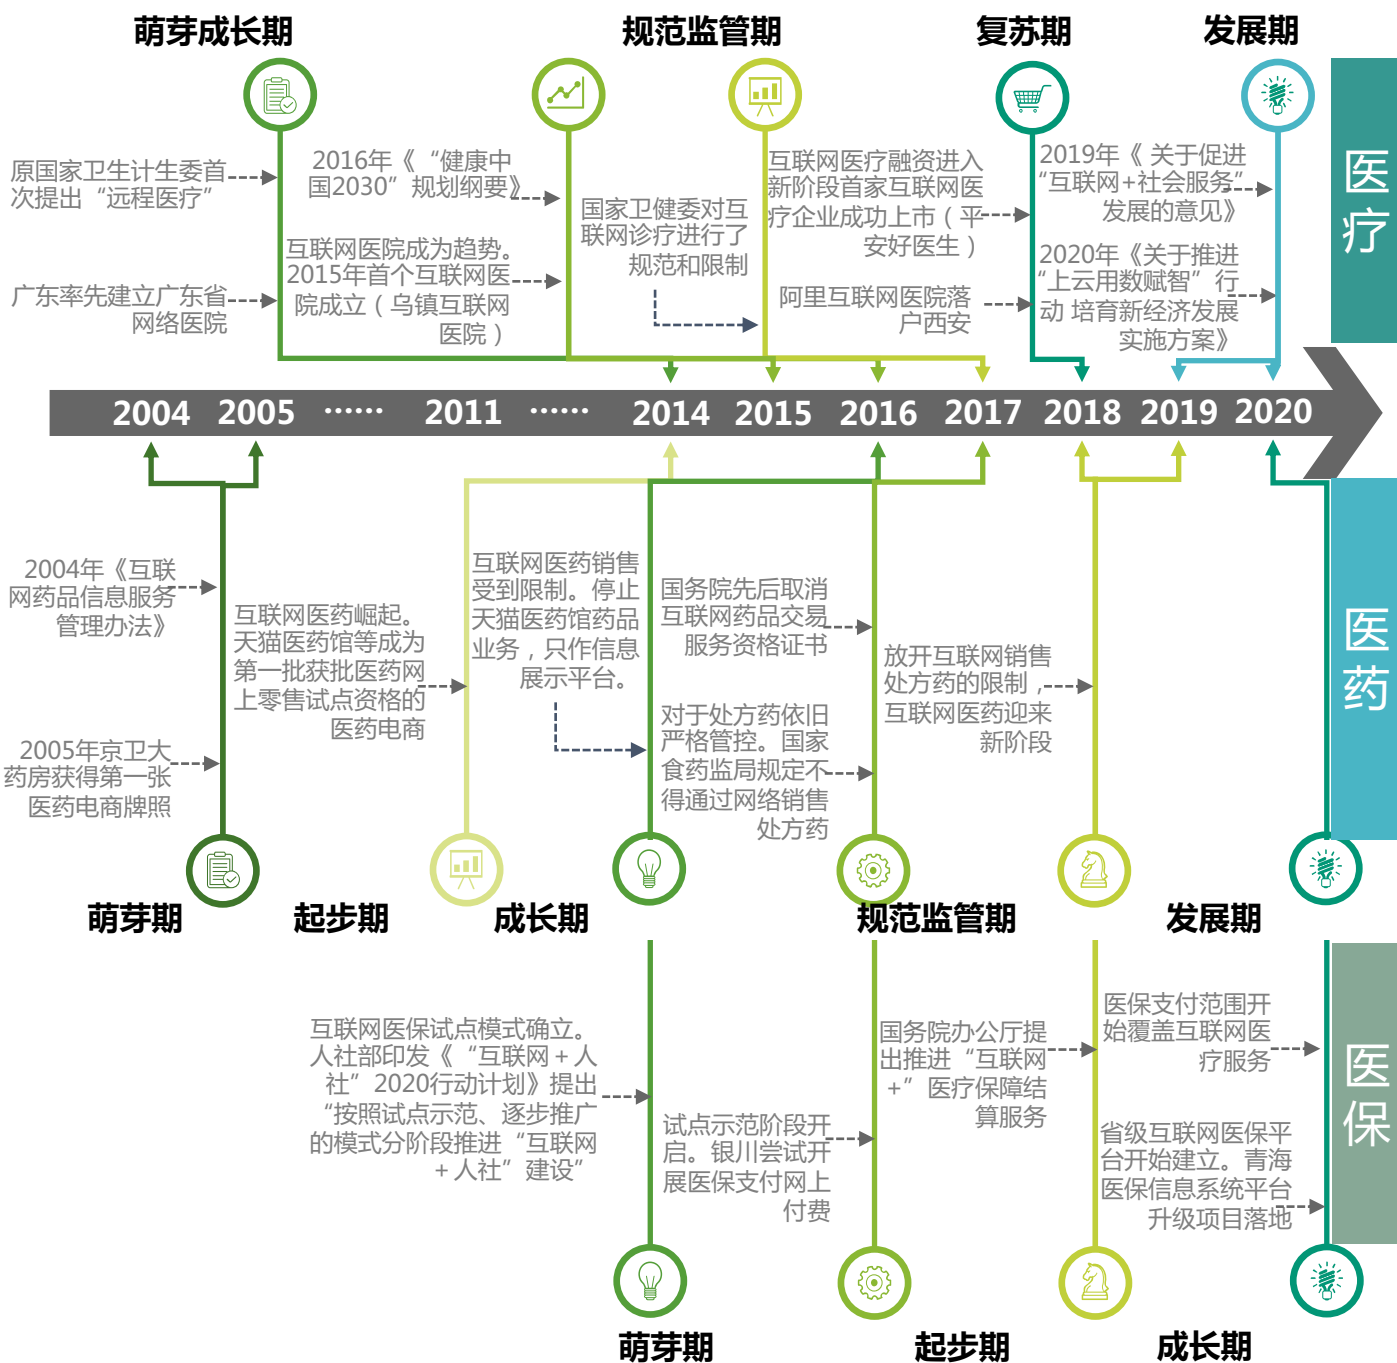 萌芽成长期
规范监管期
复苏期
发展期
医疗
原国家卫生计生委首
次提出“远程医疗”
广东率先建立广东省
网络医院
2016年《“健康中
国2030”规划纲要》
互联网医院成为趋势。
2015年首个互联网医
院成立（乌镇互联网
医院）
国家卫健委对互
联网诊疗进行了
规范和限制
互联网医疗融资进入
新阶段首家互联网医
疗企业成功上市（平
安好医生）
阿里互联网医院落
户西安
2019年《 关于促进
“互联网+社会服务”
发展的意见》
2020年《关于推进
“上云用数赋智”行
动 培育新经济发展
实施方案》
2004 2005 …… 2011 …… 2014 2015 2016 2017 2018 2019 2020
医药
2004年《互联
网药品信息服务
管理办法》
2005年京卫大
药房获得第一张
医药电商牌照
互联网医药崛起。
天猫医药馆等成为
第一批获批医药网
上零售试点资格的
医药电商
互联网医药销售
受到限制。停止
天猫医药馆药品
业务，只作信息
展示平台。
国务院先后取消
互联网药品交易
服务资格证书
对于处方药依旧
严格管控。国家
食药监局规定不
得通过网络销售
处方药
放开互联网销售
处方药的限制，
互联网医药迎来
新阶段
萌芽期
起步期
成长期
规范监管期
发展期
医保
互联网医保试点模式确立。
人社部印发《“互联网＋人
社”2020行动计划》提出
“按照试点示范、逐步推广
的模式分阶段推进“互联网
＋人社”建设”
试点示范阶段开
启。银川尝试开
展医保支付网上
付费
国务院办公厅提
出推进“互联网
+”医疗保障结
算服务
医保支付范围开
始覆盖互联网医
疗服务
省级互联网医保平
台开始建立。青海
医保信息系统平台
升级项目落地
萌芽期
起步期
成长期